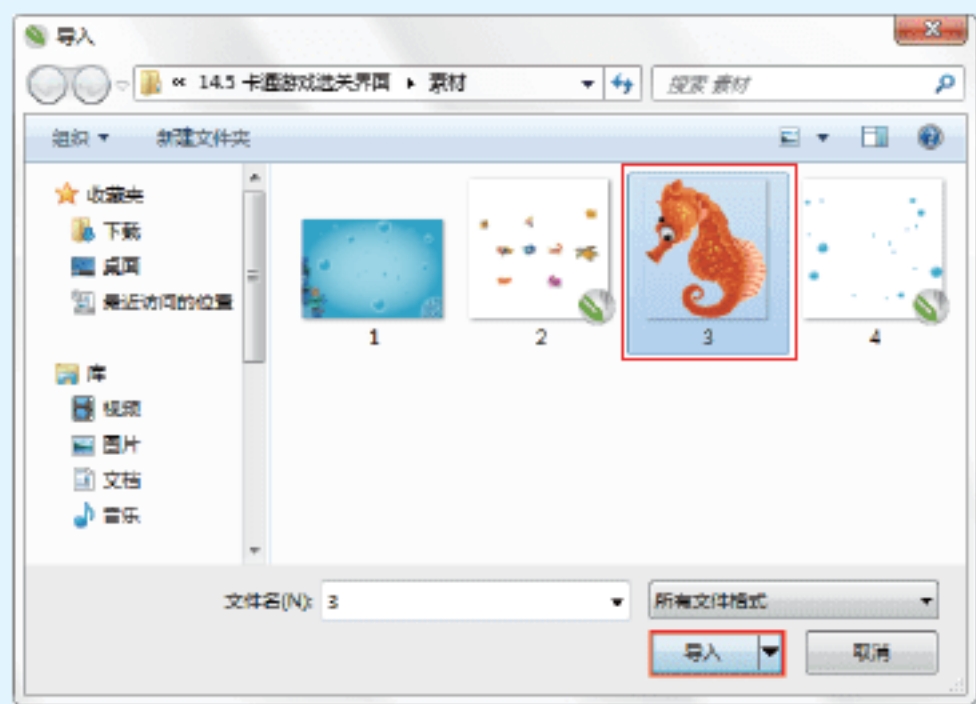 导入
« 14.5 卡通游戏选关界面 ▸ 素材
搜索 素材
组织
新建文件夹
收藏夹
下载
桌面
最近访问的位置
库
视频
图片
文档
音乐
1
2
3
4
文件名(N): 3
所有文件格式
导入
取消